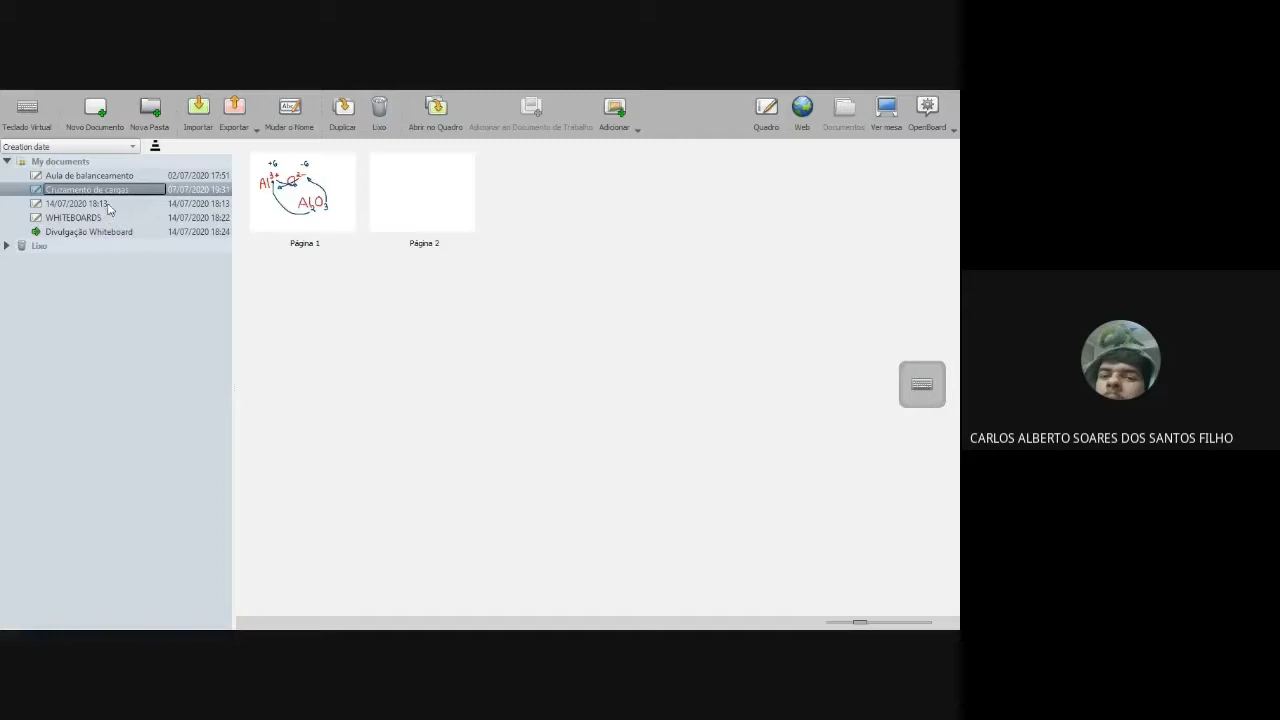 Teclado Virtual
Novo Documento
Nova Pasta
Importar
Exportar
Mudar o Nome
Duplicar
Lixo
Abrir no Quadro
Adicionar ao Documento de Trabalho
Adicionar
Quadro
Web
Documentos
Ver mesa
OpenBoard
Creation date
My documents
Aula de balanceamento 02/07/2020 17:51
Cruzamento de cargas 07/07/2020 19:31
14/07/2020 18:13 14/07/2020 18:13
WHITEBOARDS 14/07/2020 18:22
Divulgação Whiteboard 14/07/2020 18:24
Lixo
+6 -6
Al3+ O2-
Al2O3
Página 1
Página 2
CARLOS ALBERTO SOARES DOS SANTOS FILHO